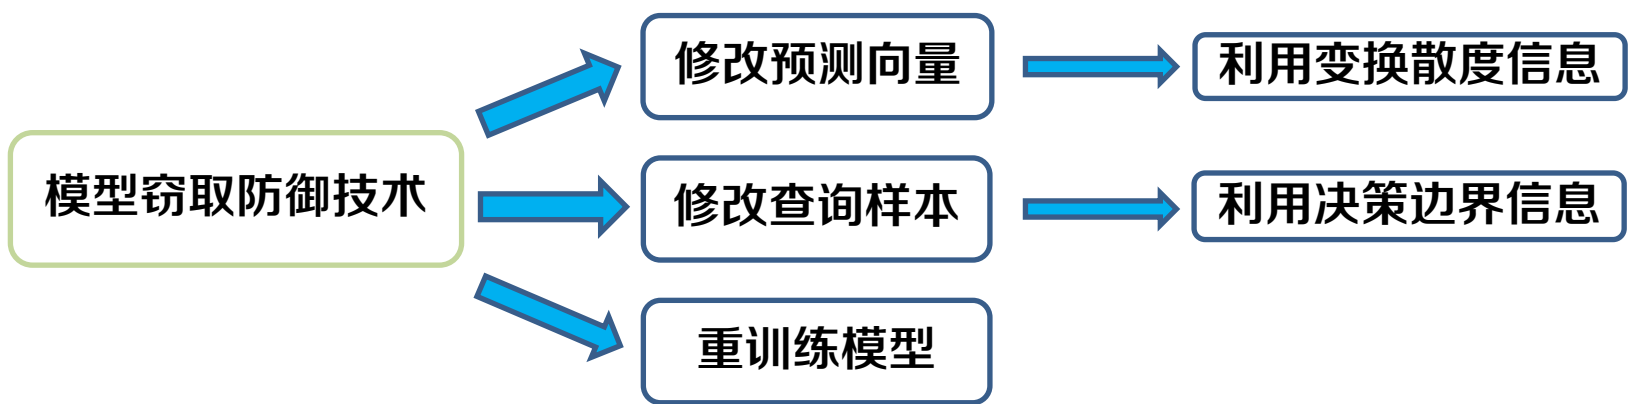 模型窃取防御技术
修改预测向量
利用变换散度信息
修改查询样本
利用决策边界信息
重训练模型